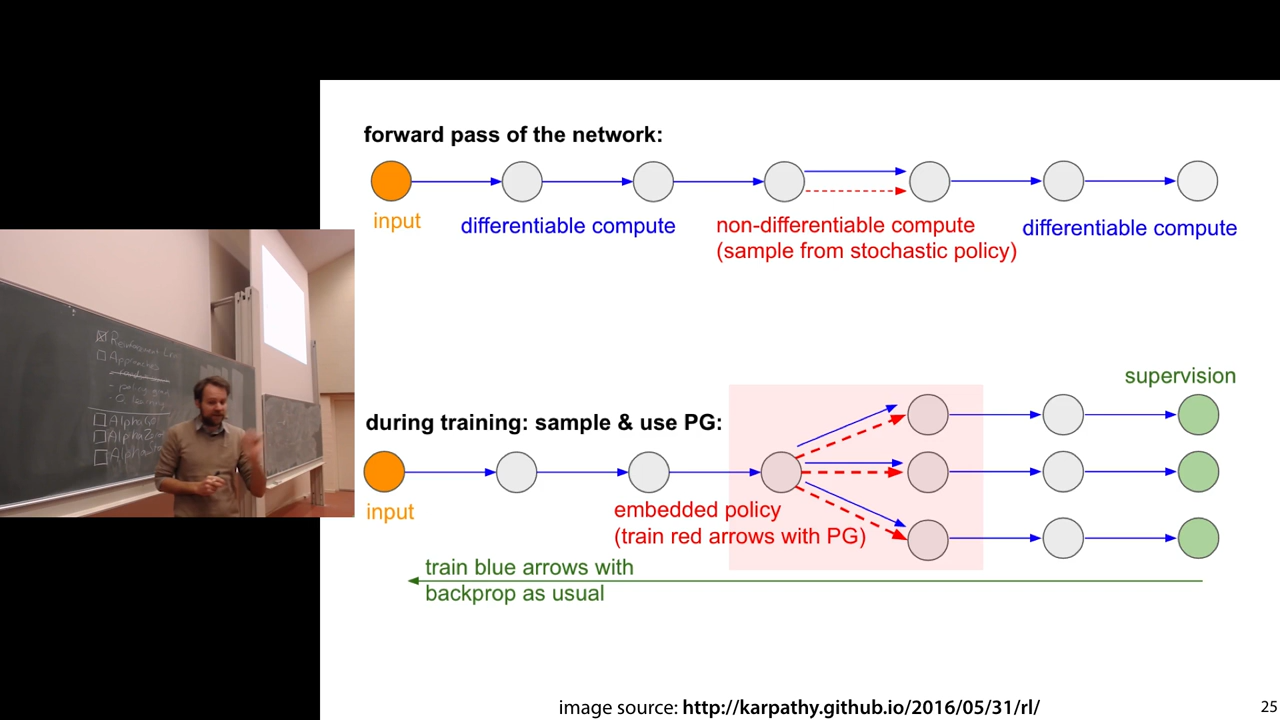 forward pass of the network:
input
differentiable compute
non-differentiable compute
(sample from stochastic policy)
differentiable compute
supervision
during training: sample & use PG:
input
embedded policy
(train red arrows with PG)
train blue arrows with
backprop as usual
Approaches
- Q learning
image source: http://karpathy.github.io/2016/05/31/rl/
25